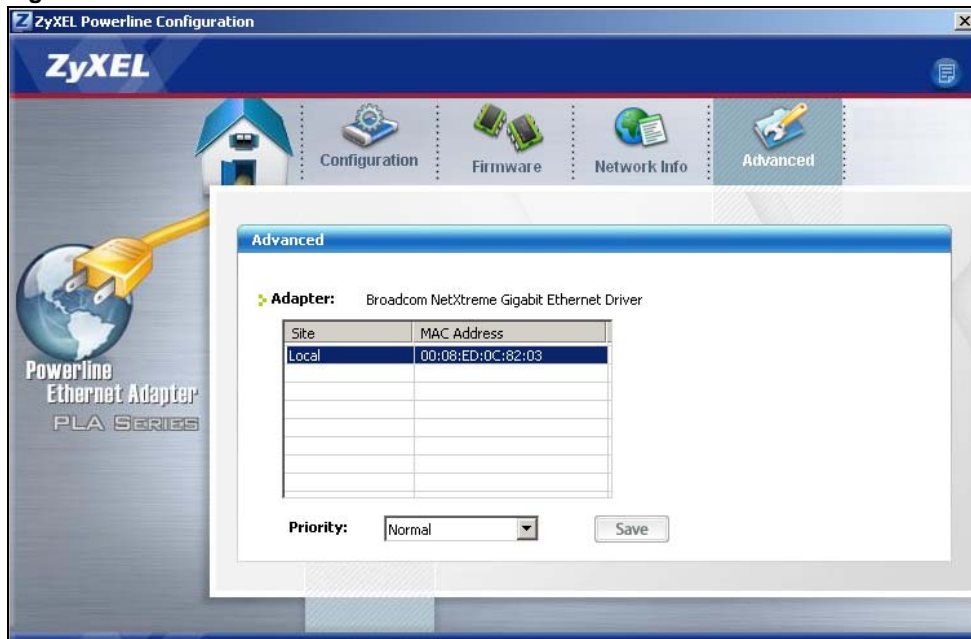 ZyXEL Powerline Configuration
ZyXEL
Configuration
Firmware
Network Info
Advanced
Advanced
Adapter: Broadcom NetXtreme Gigabit Ethernet Driver
Site MAC Address
Local 00:08:ED:0C:82:03
Powerline
Ethernet Adapter
PLA SERIES
Priority: Normal Save